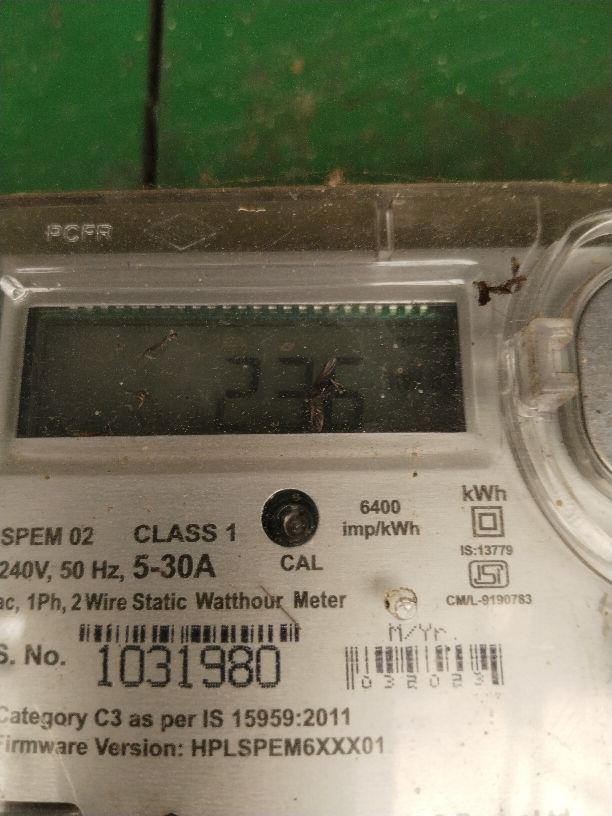 PCFR
236
SPEM 02 CLASS 1 CAL 6400 imp/kWh kWh
240V, 50 Hz, 5-30A IS:13779
ac, 1Ph, 2 Wire Static Watthour Meter CM/L-9190783
M/Yr.
S. No. 1031980 032023
Category C3 as per IS 15959:2011
Firmware Version: HPLSPEM6XXX01